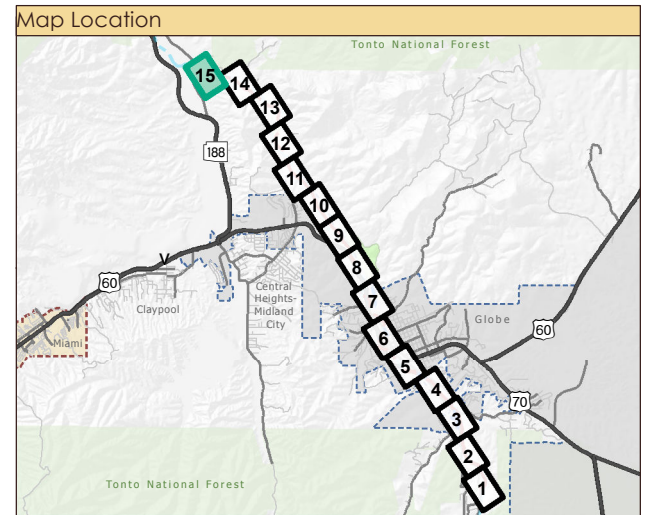 Map Location
Tonto National Forest
15
14
13
12
188
11
10
9
8
60
Central
Heights-
Midland
City
Claypool
7
Globe
60
6
Miami
5
4
70
3
2
Tonto National Forest
1